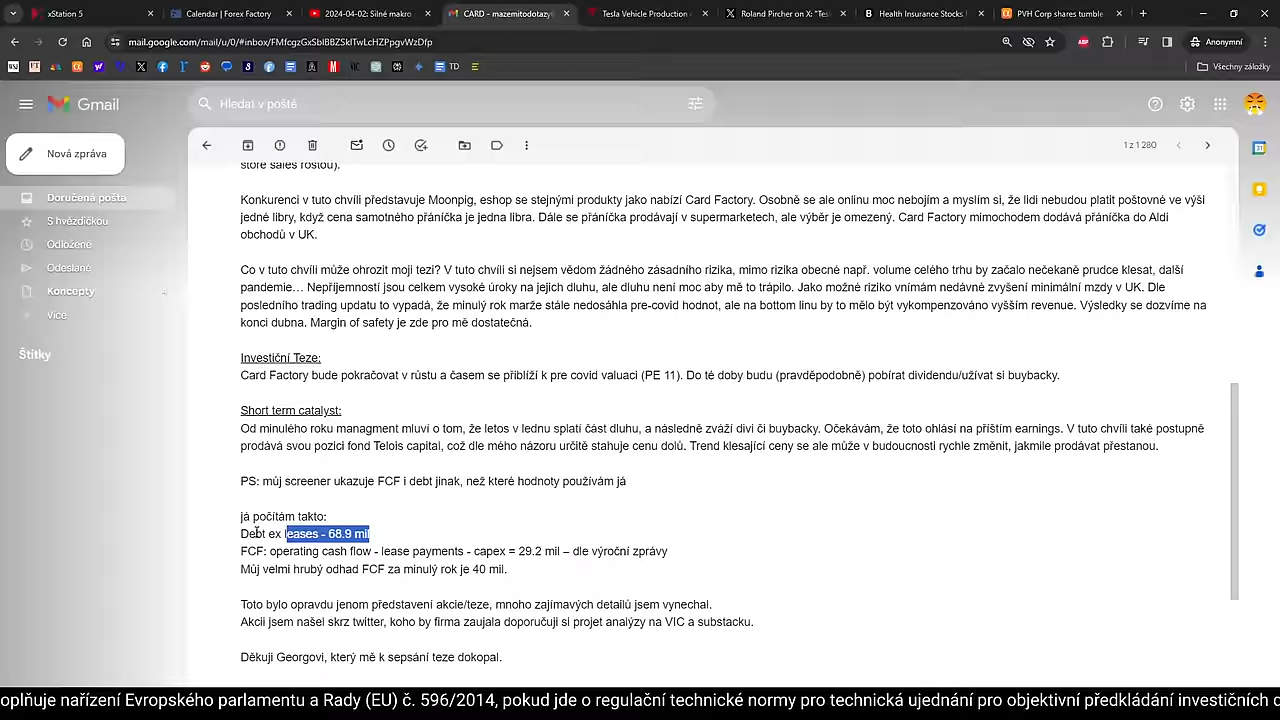 xStation 5
Calendar | Forex Factory
2024-04-02: Silné makro
CARD - mazemitodotazy
Tesla Vehicle Production
Roland Pircher on X: "Tes
Health Insurance Stocks
PVH Corp shares tumble
mail.google.com/mail/u/0/#inbox/FMfcgzGxSblBBZSklTwLcHZPpgvWzDfp
Anonymní
TD
Všechny záložky
Gmail
Hledat v poště
Nová zpráva
1 z 1 280
Doručená pošta
S hvězdičkou
Odložené
Odeslané
Koncepty
Více
Štítky
store sales rostou).
Konkurenci v tuto chvíli představuje Moonpig, eshop se stejnými produkty jako nabízí Card Factory. Osobně se ale onlinu moc nebojím a myslím si, že lidi nebudou platit poštovné ve výši
jedné libry, když cena samotného přáníčka je jedna libra. Dále se přáníčka prodávají v supermarketech, ale výběr je omezený. Card Factory mimochodem dodává přáníčka do Aldi
obchodů v UK.
Co v tuto chvíli může ohrozit moji tezi? V tuto chvíli si nejsem vědom žádného zásadního rizika, mimo rizika obecné např. volume celého trhu by začalo nečekaně prudce klesat, další
pandemie… Nepříjemností jsou celkem vysoké úroky na jejich dluhu, ale dluhu není moc aby mě to trápilo. Jako možné riziko vnímám nedávné zvýšení minimální mzdy v UK. Dle
posledního trading updatu to vypadá, že minulý rok marže stále nedosáhla pre-covid hodnot, ale na bottom linu by to mělo být vykompenzováno vyšším revenue. Výsledky se dozvíme na
konci dubna. Margin of safety je zde pro mě dostatečná.
Investiční Teze:
Card Factory bude pokračovat v růstu a časem se přiblíží k pre covid valuaci (PE 11). Do té doby budu (pravděpodobně) pobírat dividendu/užívat si buybacky.
Short term catalyst:
Od minulého roku managment mluví o tom, že letos v lednu splatí část dluhu, a následně zváží divi či buybacky. Očekávám, že toto ohlásí na příštím earnings. V tuto chvíli také postupně
prodává svou pozici fond Telois capital, což dle mého názoru určitě stahuje cenu dolů. Trend klesající ceny se ale může v budoucnosti rychle změnit, jakmile prodávat přestanou.
PS: můj screener ukazuje FCF i debt jinak, než které hodnoty používám já
já počítám takto:
Debt ex leases - 68.9 mil
FCF: operating cash flow - lease payments - capex = 29.2 mil – dle výroční zprávy
Můj velmi hrubý odhad FCF za minulý rok je 40 mil.
Toto bylo opravdu jenom představení akcie/teze, mnoho zajímavých detailů jsem vynechal.
Akcii jsem našel skrz twitter, koho by firma zaujala doporučuji si projet analýzy na VIC a substacku.
Děkuji Georgovi, který mě k sepsání teze dokopal.
oplňuje nařízení Evropského parlamentu a Rady (EU) č. 596/2014, pokud jde o regulační technické normy pro technická ujednání pro objektivní předkládání investičních